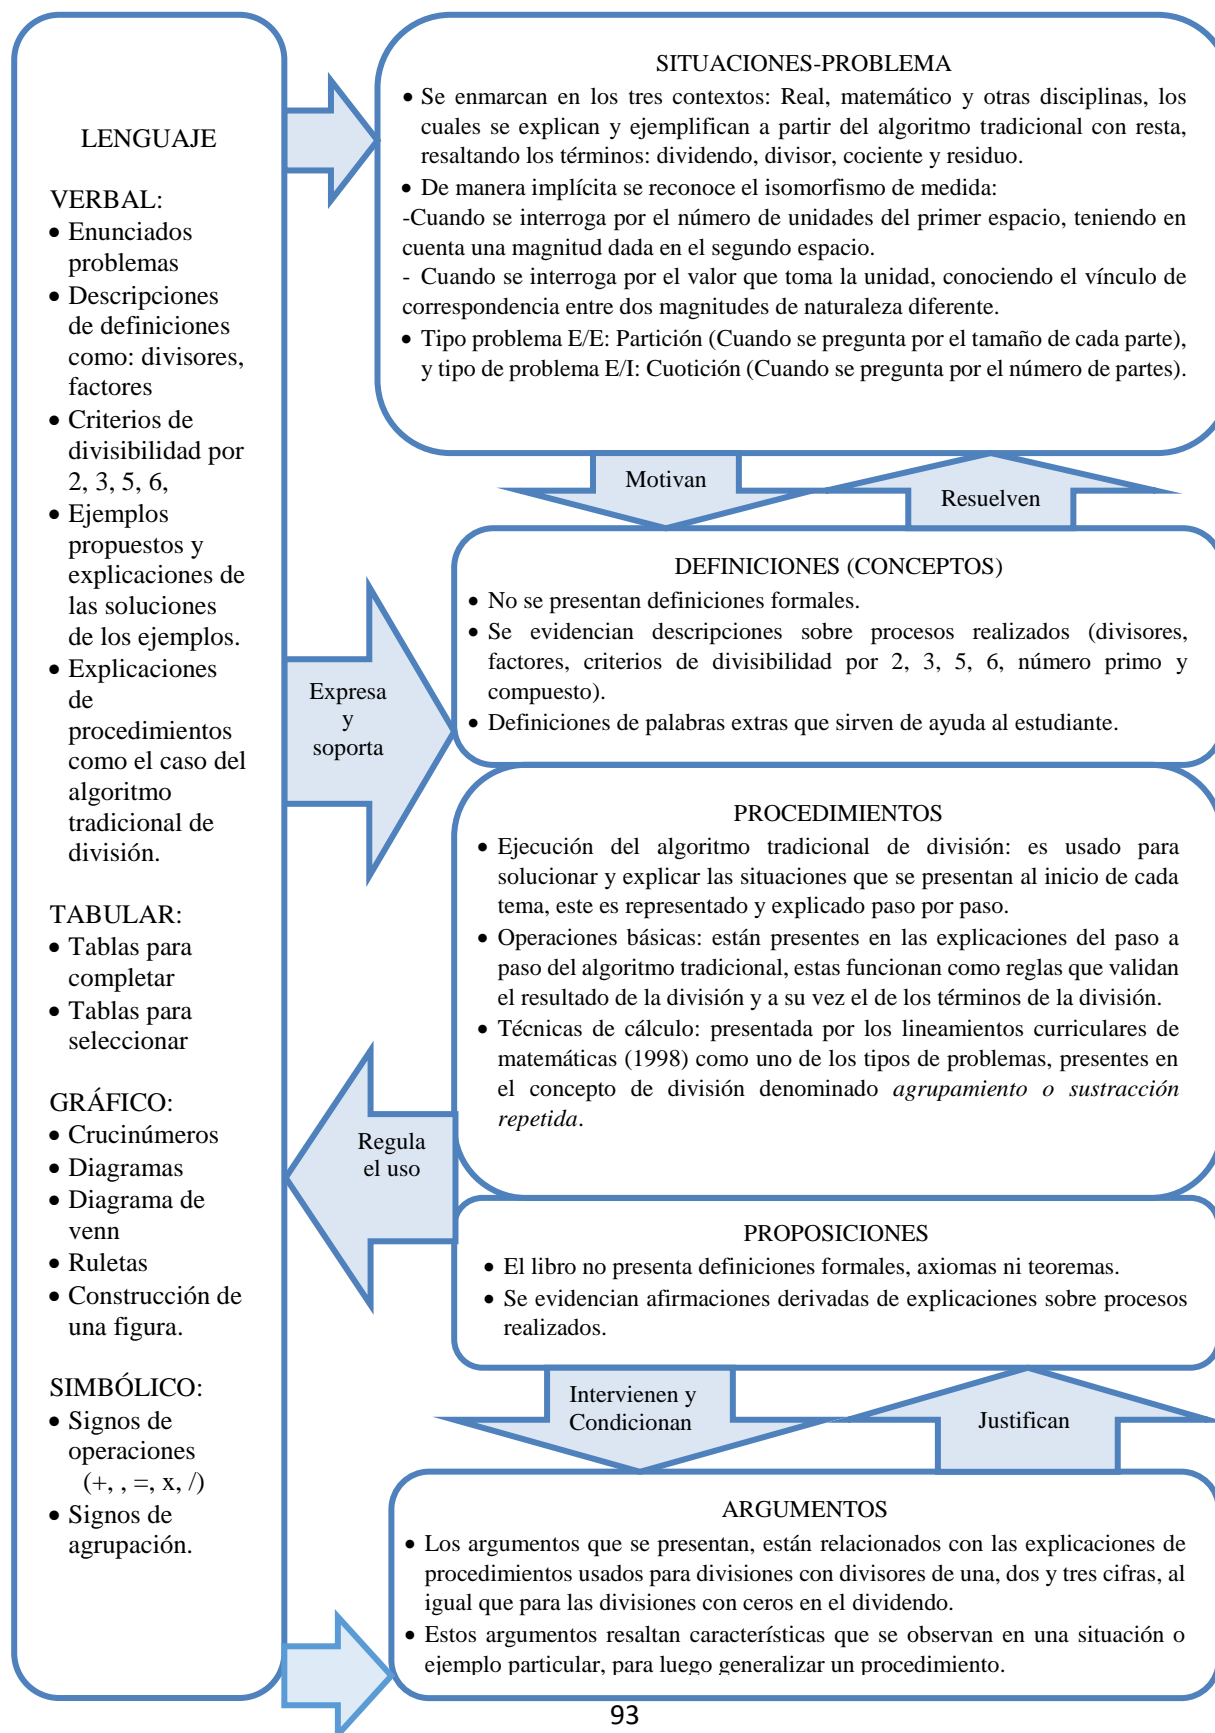 LENGUAJE
VERBAL:
• Enunciados
problemas
• Descripciones
de definiciones
como: divisores,
factores
• Criterios de
divisibilidad por
2, 3, 5, 6,
• Ejemplos
propuestos y
explicaciones de
las soluciones
de los ejemplos.
• Explicaciones
de
procedimientos
como el caso del
algoritmo
tradicional de
división.
TABULAR:
• Tablas para
completar
• Tablas para
seleccionar
GRÁFICO:
• Crucinúmeros
• Diagramas
• Diagrama de
venn
• Ruletas
• Construcción de
una figura.
SIMBÓLICO:
• Signos de
operaciones
(+, , =, x, /)
• Signos de
agrupación.
SITUACIONES-PROBLEMA
• Se enmarcan en los tres contextos: Real, matemático y otras disciplinas, los
cuales se explican y ejemplifican a partir del algoritmo tradicional con resta,
resaltando los términos: dividendo, divisor, cociente y residuo.
• De manera implícita se reconoce el isomorfismo de medida:
-Cuando se interroga por el número de unidades del primer espacio, teniendo en
cuenta una magnitud dada en el segundo espacio.
- Cuando se interroga por el valor que toma la unidad, conociendo el vínculo de
correspondencia entre dos magnitudes de naturaleza diferente.
• Tipo problema E/E: Partición (Cuando se pregunta por el tamaño de cada parte),
y tipo de problema E/I: Cuotición (Cuando se pregunta por el número de partes).
Motivan
Resuelven
DEFINICIONES (CONCEPTOS)
• No se presentan definiciones formales.
• Se evidencian descripciones sobre procesos realizados (divisores,
factores, criterios de divisibilidad por 2, 3, 5, 6, número primo y
compuesto).
• Definiciones de palabras extras que sirven de ayuda al estudiante.
Expresa
y
soporta
PROCEDIMIENTOS
• Ejecución del algoritmo tradicional de división: es usado para
solucionar y explicar las situaciones que se presentan al inicio de cada
tema, este es representado y explicado paso por paso.
• Operaciones básicas: están presentes en las explicaciones del paso a
paso del algoritmo tradicional, estas funcionan como reglas que validan
el resultado de la división y a su vez el de los términos de la división.
• Técnicas de cálculo: presentada por los lineamientos curriculares de
matemáticas (1998) como uno de los tipos de problemas, presentes en
el concepto de división denominado agrupamiento o sustracción
repetida.
Regula
el uso
PROPOSICIONES
• El libro no presenta definiciones formales, axiomas ni teoremas.
• Se evidencian afirmaciones derivadas de explicaciones sobre procesos
realizados.
Intervienen y
Condicionan
Justifican
ARGUMENTOS
• Los argumentos que se presentan, están relacionados con las explicaciones de
procedimientos usados para divisiones con divisores de una, dos y tres cifras, al
igual que para las divisiones con ceros en el dividendo.
• Estos argumentos resaltan características que se observan en una situación o
ejemplo particular, para luego generalizar un procedimiento.
93